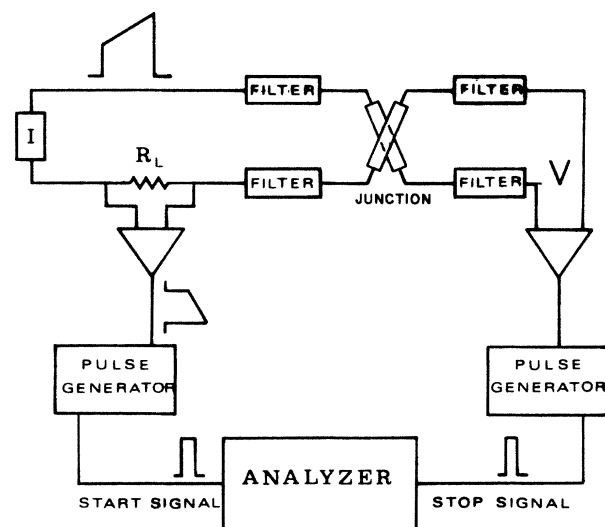 FILTER
FILTER
I
R_L
FILTER
FILTER
V
JUNCTION
PULSE
GENERATOR
PULSE
GENERATOR
ANALYZER
START SIGNAL
STOP SIGNAL